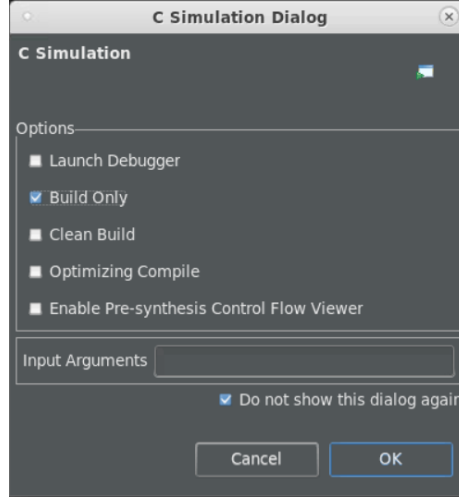 C Simulation Dialog
C Simulation
Options
Launch Debugger
Build Only
Clean Build
Optimizing Compile
Enable Pre-synthesis Control Flow Viewer
Input Arguments
Do not show this dialog again
Cancel OK